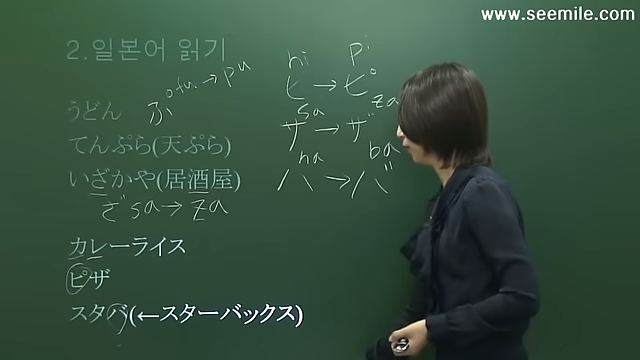 www.seemile.com
2.일본어 읽기
うどん
ぷ fu→pu
てんぷら(天ぷら)
いざかや(居酒屋)
ざ sa→za
カレーライス
ピザ
スタバ(←スターバックス)
hi pi
ヒ→ピ
sa za
サ→ザ
ha ba
ハ→バ